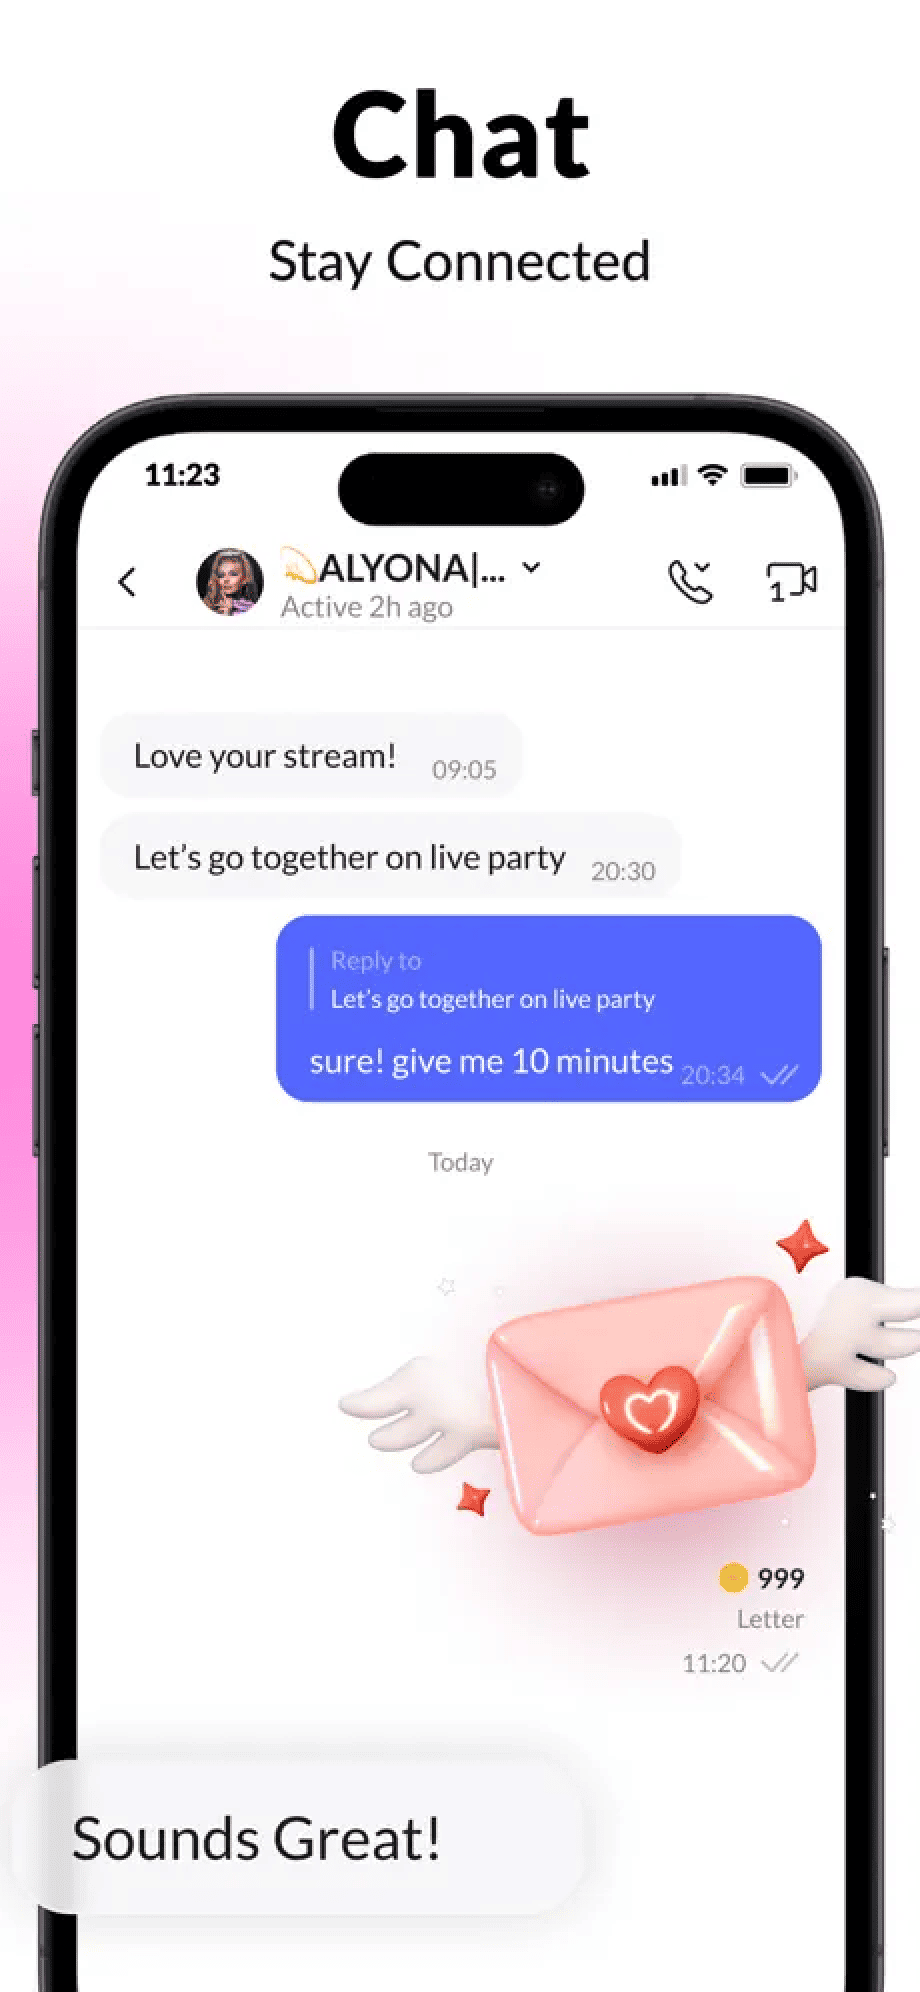 Chat
Stay Connected
11:23
💫ALYONA|...
Active 2h ago
1
Love your stream! 09:05
Let's go together on live party 20:30
Reply to
Let's go together on live party
sure! give me 10 minutes 20:34
Today
999
Letter
11:20
Sounds Great!